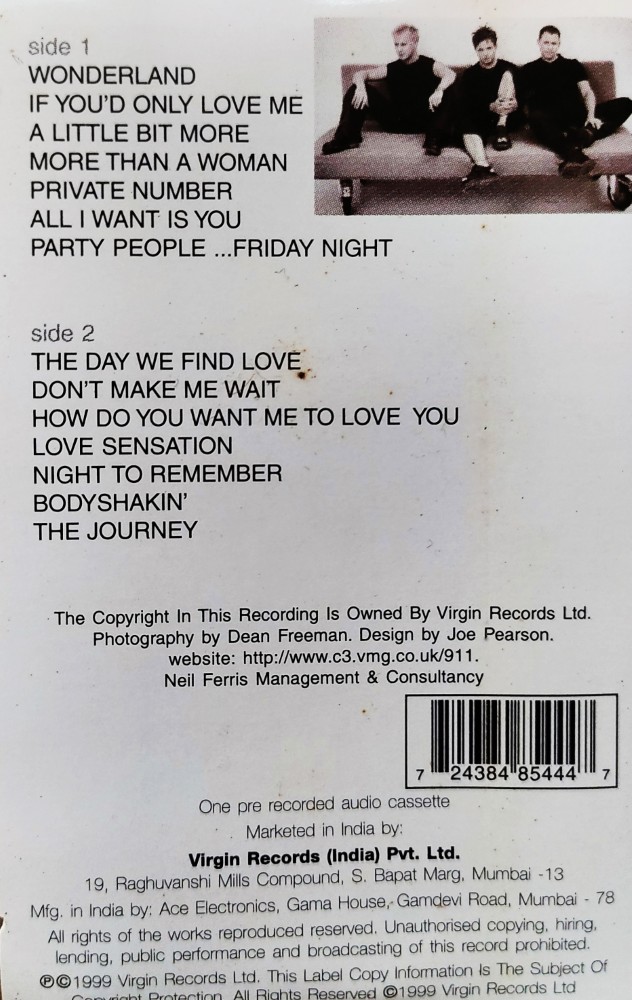 side 1
WONDERLAND
IF YOU'D ONLY LOVE ME
A LITTLE BIT MORE
MORE THAN A WOMAN
PRIVATE NUMBER
ALL I WANT IS YOU
PARTY PEOPLE ...FRIDAY NIGHT
side 2
THE DAY WE FIND LOVE
DON'T MAKE ME WAIT
HOW DO YOU WANT ME TO LOVE YOU
LOVE SENSATION
NIGHT TO REMEMBER
BODYSHAKIN'
THE JOURNEY
The Copyright In This Recording Is Owned By Virgin Records Ltd.
Photography by Dean Freeman. Design by Joe Pearson.
website: http://www.c3.vmg.co.uk/911.
Neil Ferris Management & Consultancy
7 24384 85444 7
One pre recorded audio cassette
Marketed in India by:
Virgin Records (India) Pvt. Ltd.
19, Raghuvanshi Mills Compound, S. Bapat Marg, Mumbai -13
Mfg. in India by: Ace Electronics, Gama House, Gamdevi Road, Mumbai - 78
All rights of the works reproduced reserved. Unauthorised copying, hiring,
lending, public performance and broadcasting of this record prohibited.
℗©1999 Virgin Records Ltd. This Label Copy Information Is The Subject Of
Copyright Protection. All Rights Reserved ©1999 Virgin Records Ltd